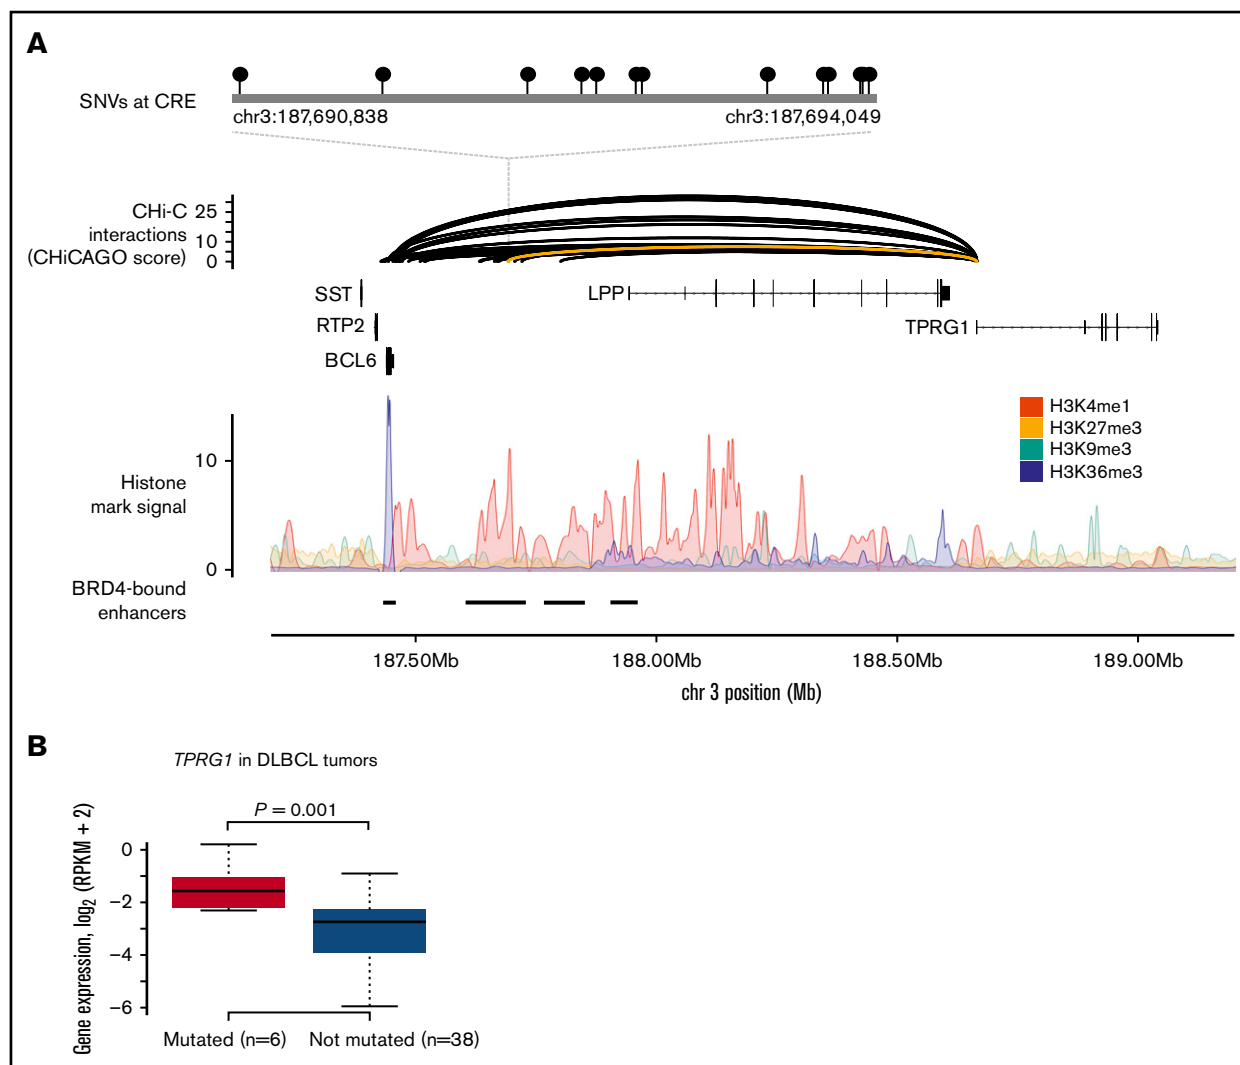 A
SNVs at CRE
chr3:187,690,838
chr3:187,694,049
CHi-C
interactions
(CHiCAGO score)
25
10
0
SST
LPP
RTP2
TPRG1
BCL6
H3K4me1
H3K27me3
H3K9me3
H3K36me3
Histone
mark signal
10
0
BRD4-bound
enhancers
187.50Mb
188.00Mb
188.50Mb
189.00Mb
chr 3 position (Mb)
B
TPRG1 in DLBCL tumors
P = 0.001
Gene expression, log2 (RPKM + 2)
0
−2
−4
−6
Mutated (n=6)
Not mutated (n=38)